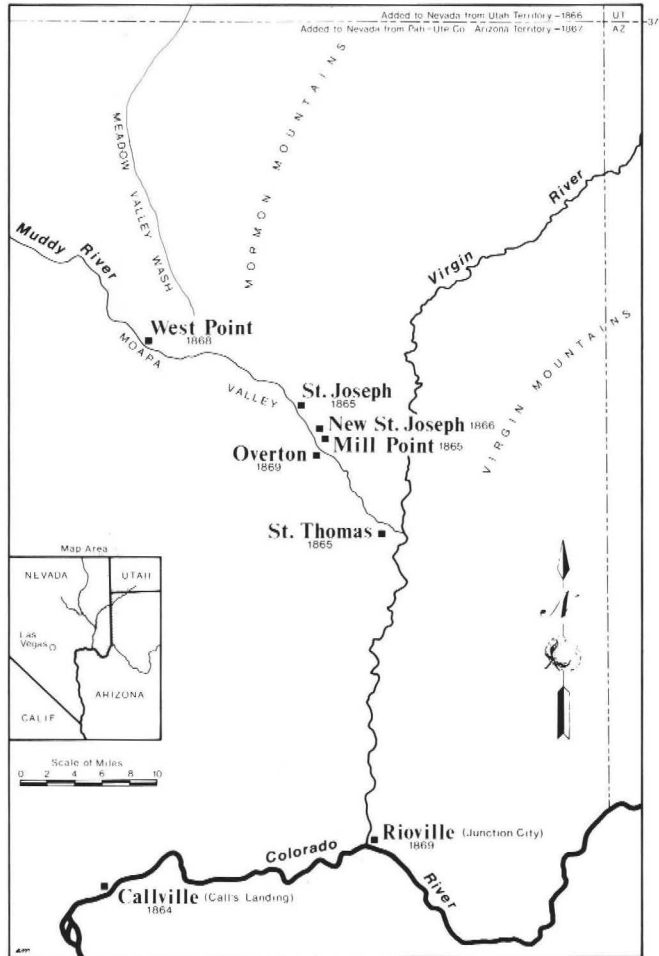 Added to Nevada from Utah Territory - 1866
UT
37
Added to Nevada from Pah-Ute Co. Arizona Territory - 1867
AZ
MEADOW VALLEY WASH
MORMON MOUNTAINS
Muddy River
Virgin River
West Point
1868
MOAPA VALLEY
VIRGIN MOUNTAINS
St. Joseph
1865
New St. Joseph 1866
Mill Point 1865
Overton
1869
St. Thomas
1865
Map Area
NEVADA
UTAH
Las Vegas
ARIZONA
CALIF
Scale of Miles
0 2 4 6 8 10
Rioville (Junction City)
1869
Colorado River
Callville (Call's Landing)
1864